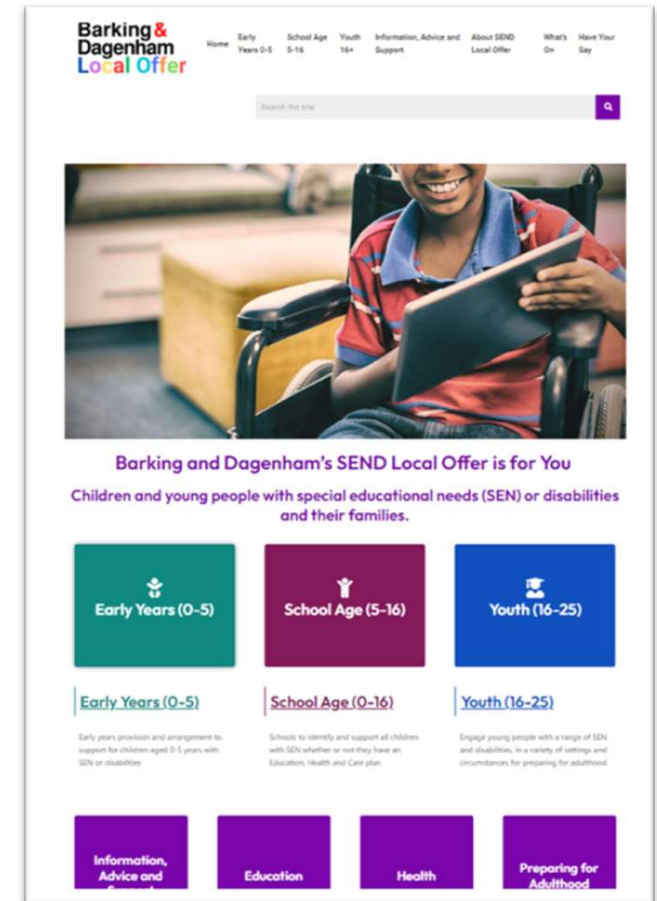 Barking &
Dagenham
Local Offer
Home
Early
Years 0-5
School Age
5-16
Youth
16+
Information, Advice and
Support
About SEND
Local Offer
What's
On
Have Your
Say
Search the site
Barking and Dagenham's SEND Local Offer is for You
Children and young people with special educational needs (SEN) or disabilities
and their families.
Early Years (0-5)
School Age (5-16)
Youth (16-25)
Early Years (0-5)
Early years provision and arrangement to
support for children aged 0-5 years with
SEN or disabilities
School Age (0-16)
Schools to identify and support all children
with SEN whether or not they have an
Education, Health and Care plan
Youth (16-25)
Engage young people with a range of SEN
and disabilities, in a variety of settings and
circumstances for preparing for adulthood
Information,
Advice and
Support
Education
Health
Preparing for
Adulthood